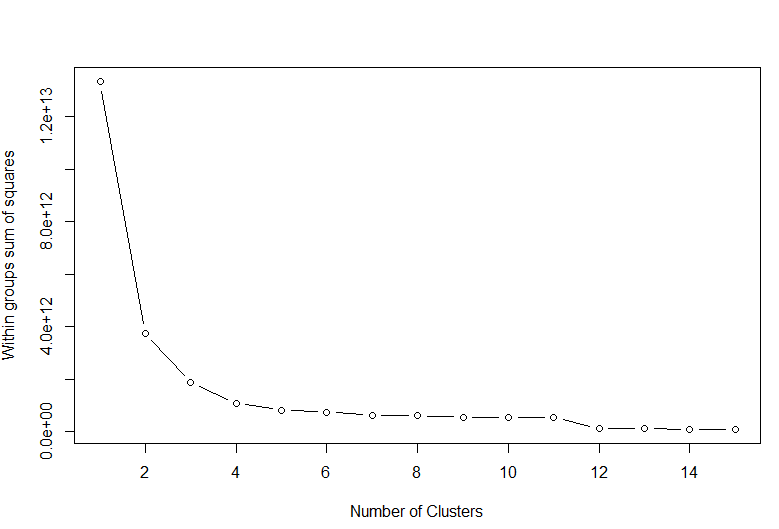 Within groups sum of squares
1.2e+13
8.0e+12
4.0e+12
0.0e+00
2 4 6 8 10 12 14
Number of Clusters